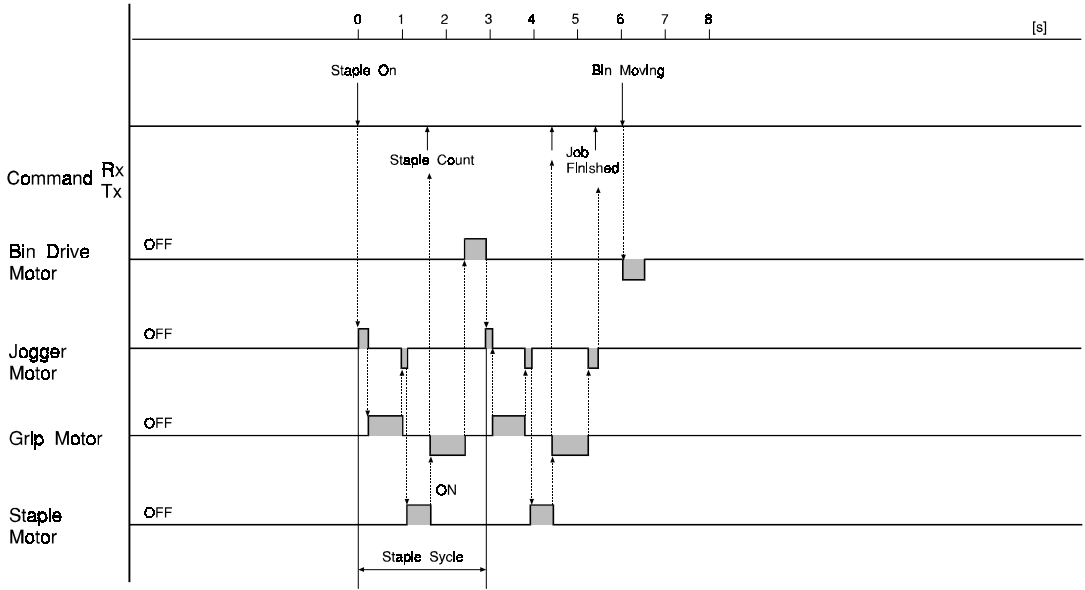 0 1 2 3 4 5 6 7 8 [s]
Staple On
Bin Moving
Staple Count
Job
Finished
Command Rx
Tx
Bin Drive
Motor
OFF
Jogger
Motor
OFF
Grip Motor
OFF
ON
Staple
Motor
OFF
Staple Sycle